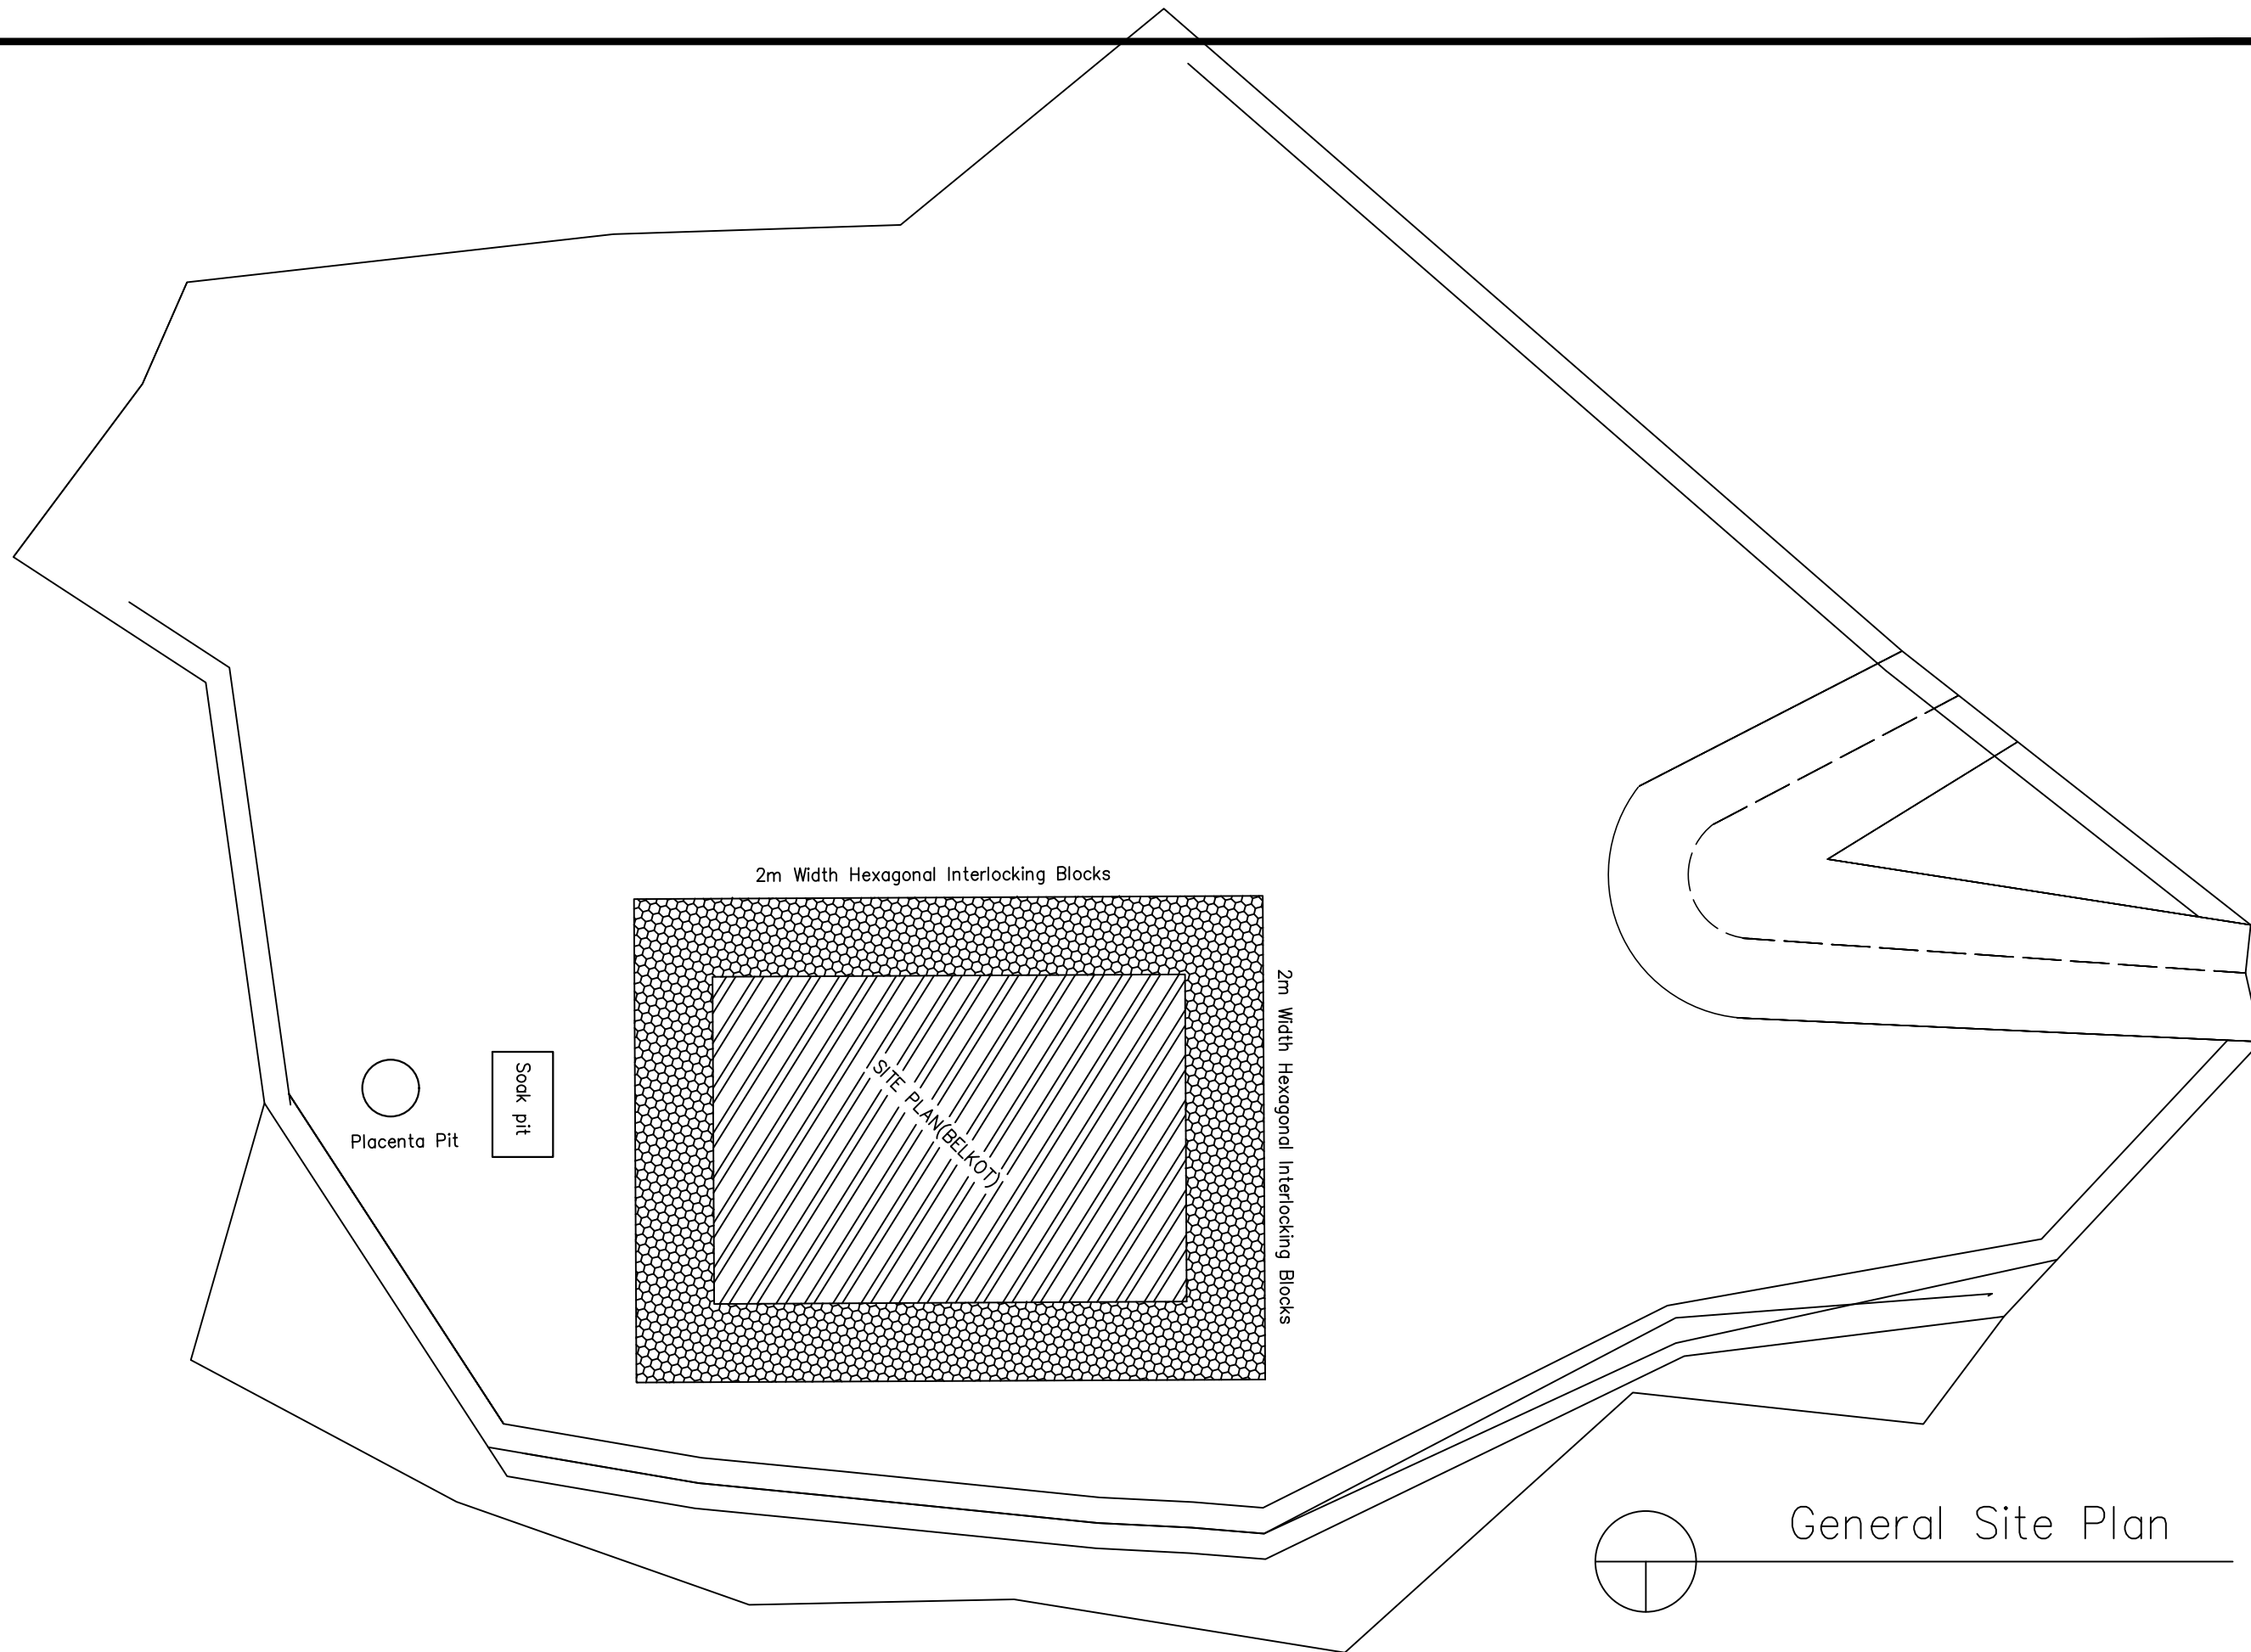 2m Width Hexagonal Interlocking Blocks
2m Width Hexagonal Interlocking Blocks
SITE PLAN(BELKOT)
Soak pit
Placenta Pit
General Site Plan